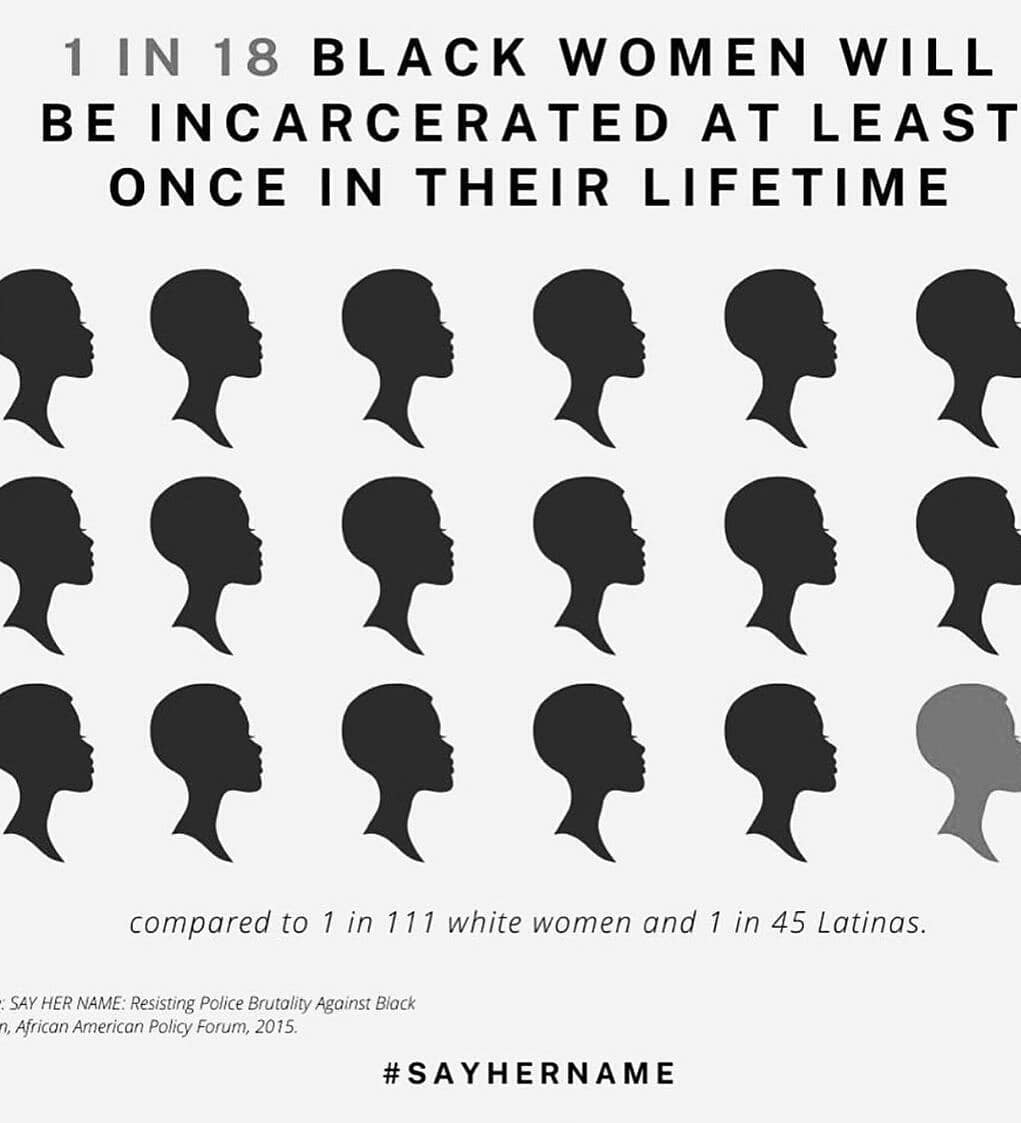 1 IN 18 BLACK WOMEN WILL
BE INCARCERATED AT LEAST
ONCE IN THEIR LIFETIME
compared to 1 in 111 white women and 1 in 45 Latinas.
: SAY HER NAME: Resisting Police Brutality Against Black
n, African American Policy Forum, 2015.
#SAYHERNAME